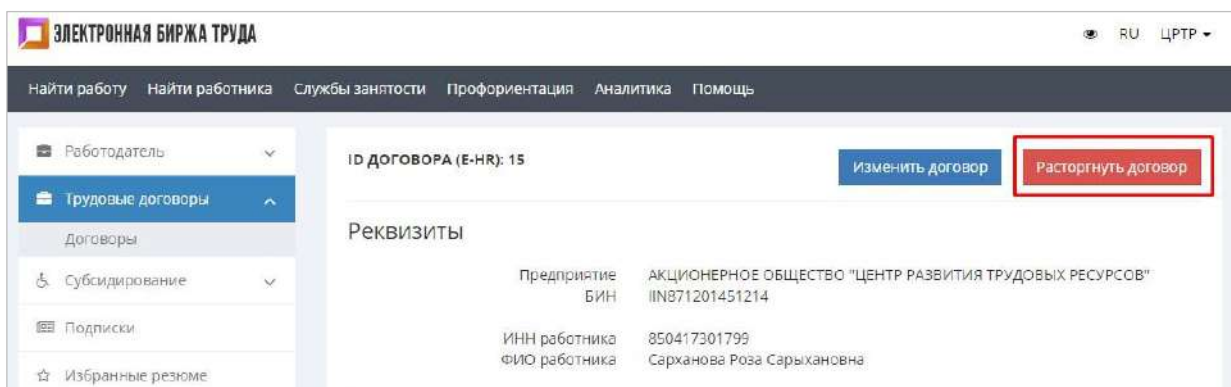 ЭЛЕКТРОННАЯ БИРЖА ТРУДА
RU ЦРТР
Найти работу Найти работника Службы занятости Профориентация Аналитика Помощь
Работодатель
Трудовые договоры
Договоры
Субсидирование
Подписки
Избранные резюме
ID ДОГОВОРА (E-HR): 15
Изменить договор
Расторгнуть договор
Реквизиты
Предприятие АКЦИОНЕРНОЕ ОБЩЕСТВО "ЦЕНТР РАЗВИТИЯ ТРУДОВЫХ РЕСУРСОВ"
БИН IIN871201451214
ИНН работника 850417301799
ФИО работника Сарханова Роза Сарыхановна